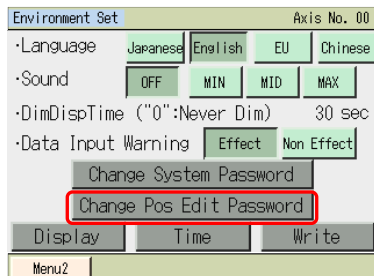 Environment Set Axis No. 00
·Language Japanese English EU Chinese
·Sound OFF MIN MID MAX
·DimDispTime ("0":Never Dim) 30 sec
·Data Input Warning Effect Non Effect
Change System Password
Change Pos Edit Password
Display Time Write
Menu2